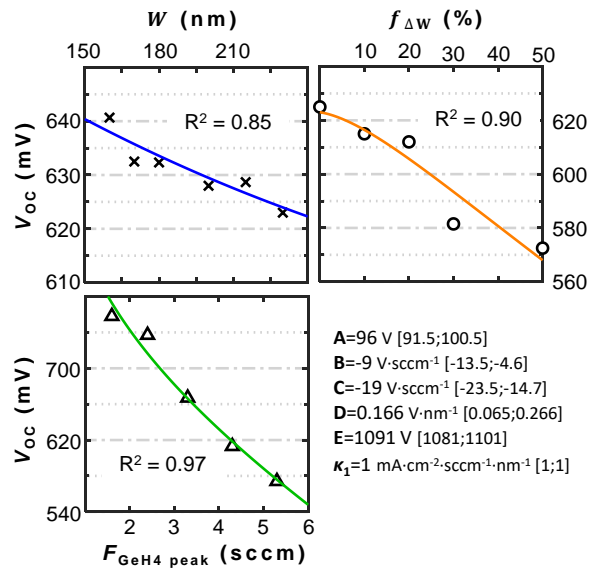 W (nm)
150 180 210
f ΔW (%)
10 20 30 50
640
630
620
610
V OC (mV)
R² = 0.85
R² = 0.90
620
600
580
560
700
620
540
V OC (mV)
R² = 0.97
2 3 4 5 6
F GeH4 peak (sccm)
A=96 V [91.5;100.5]
B=-9 V·sccm⁻¹ [-13.5;-4.6]
C=-19 V·sccm⁻¹ [-23.5;-14.7]
D=0.166 V·nm⁻¹ [0.065;0.266]
E=1091 V [1081;1101]
κ₁=1 mA·cm⁻²·sccm⁻¹·nm⁻¹ [1;1]